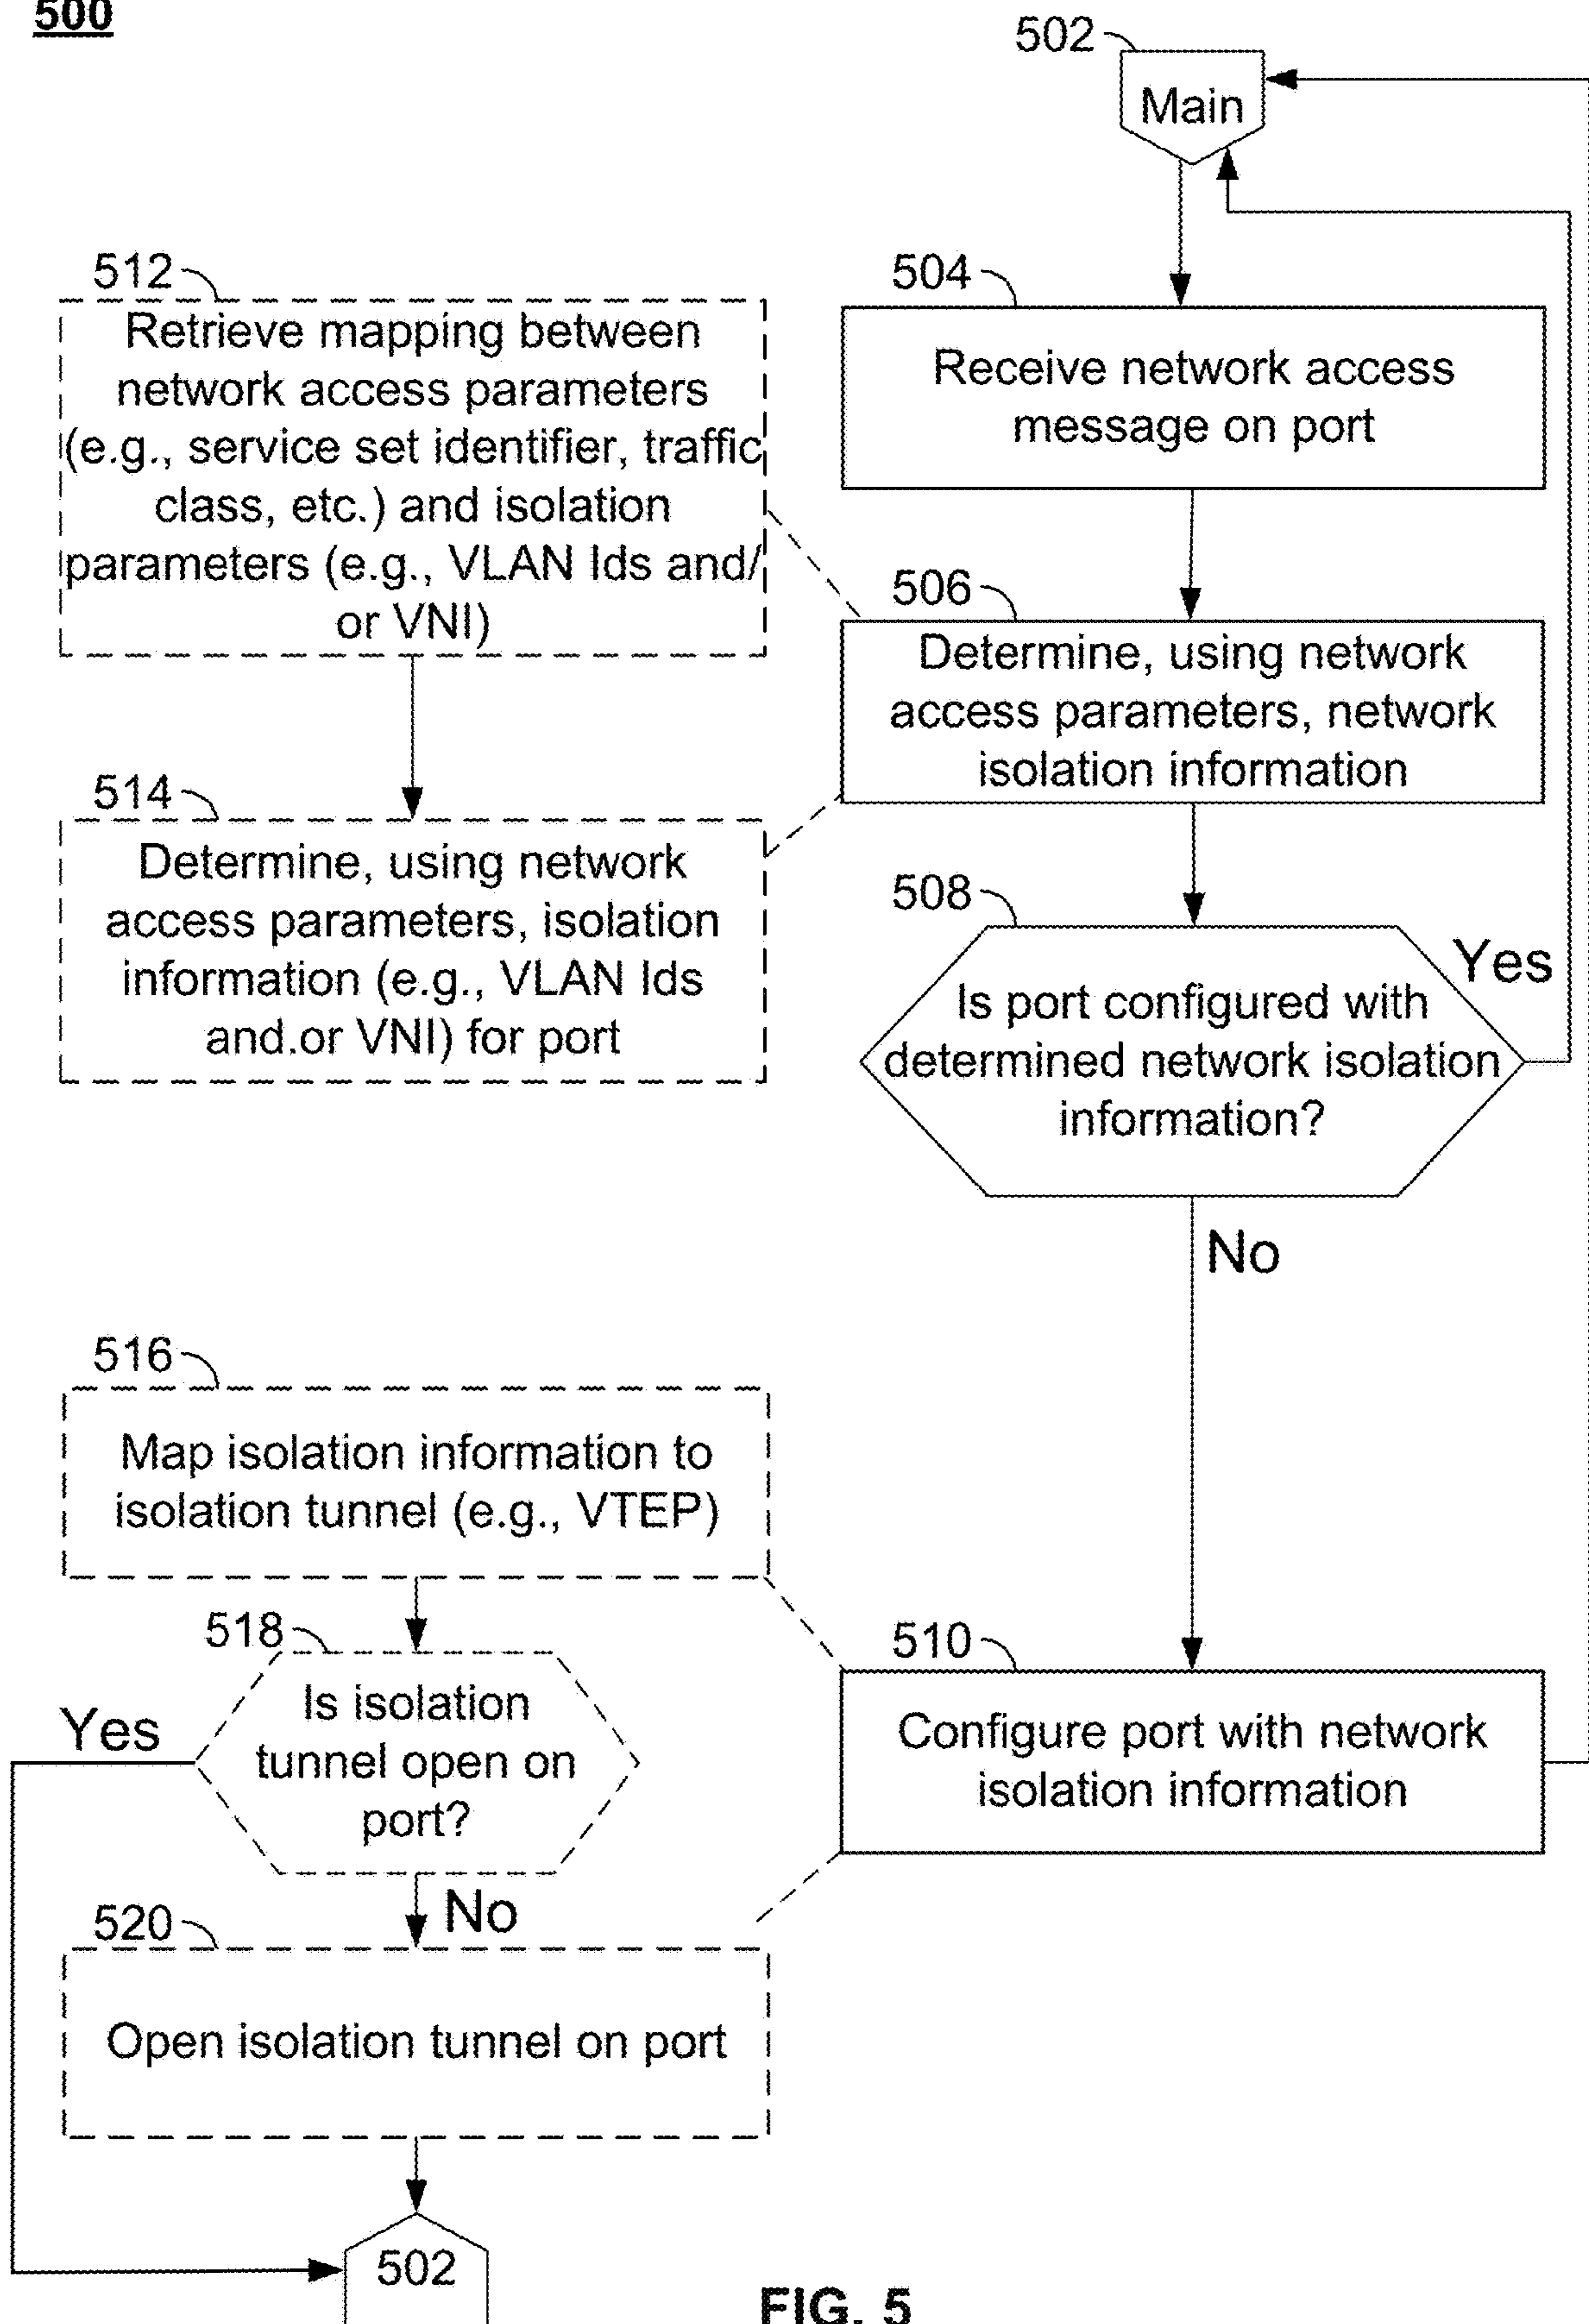 500
502
Main
512
Retrieve mapping between
network access parameters
(e.g., service set identifier, traffic
class, etc.) and isolation
parameters (e.g., VLAN Ids and/
or VNI)
504
Receive network access
message on port
506
Determine, using network
access parameters, network
isolation information
514
Determine, using network
access parameters, isolation
information (e.g., VLAN Ids
and.or VNI) for port
508
Is port configured with
determined network isolation
information?
Yes
No
516
Map isolation information to
isolation tunnel (e.g., VTEP)
518
Is isolation
tunnel open on
port?
Yes
No
510
Configure port with network
isolation information
520
Open isolation tunnel on port
502
FIG. 5